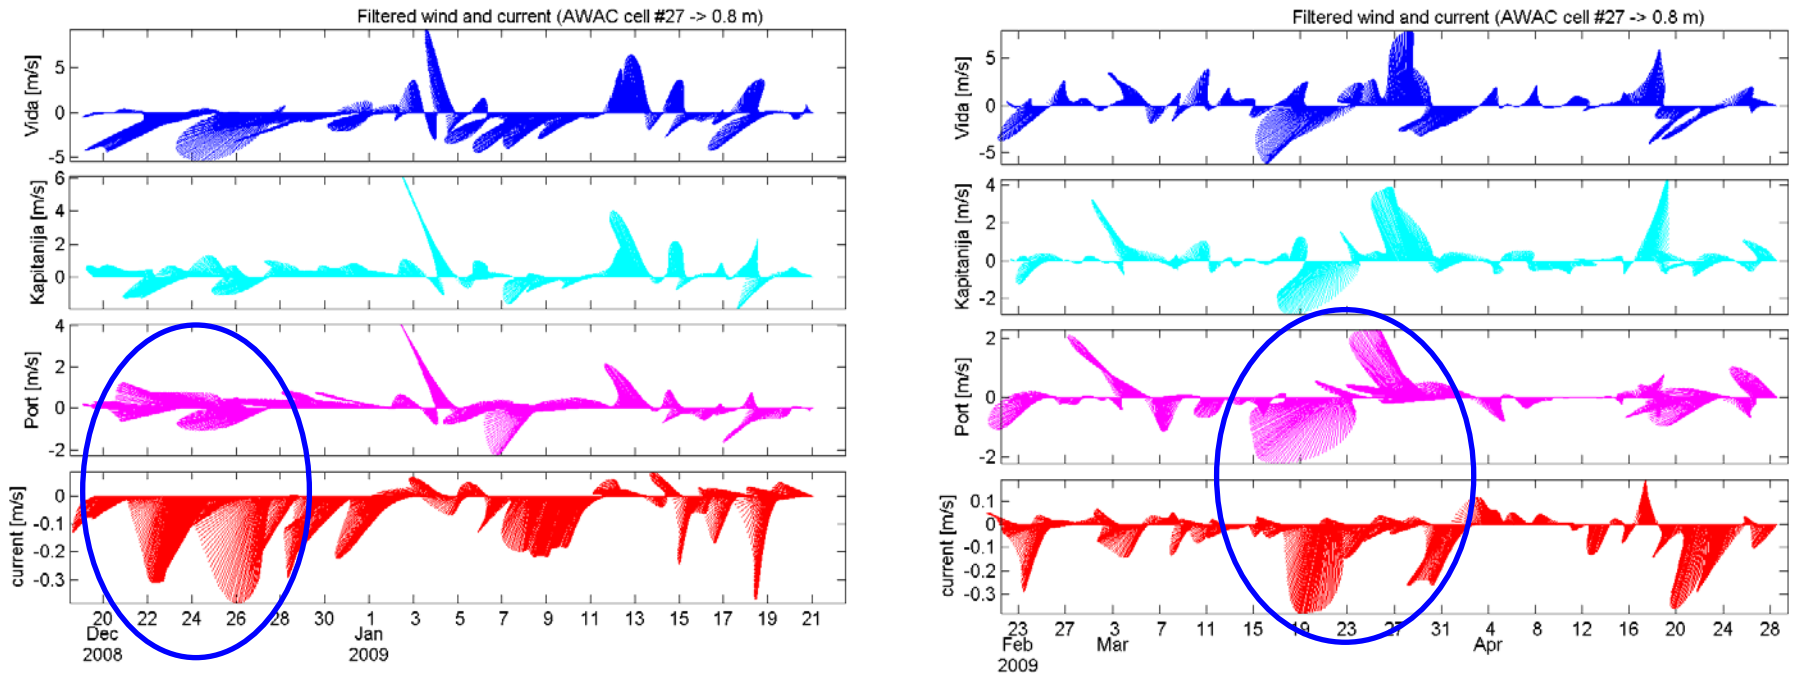 Filtered wind and current (AWAC cell #27 -> 0.8 m)
Vida [m/s]
5
0
-5
Kapitanija [m/s]
6
4
2
0
Port [m/s]
4
2
0
-2
current [m/s]
0
-0.1
-0.2
-0.3
20 22 24 26 28 30 1 3 5 7 9 11 13 15 17 19 21
Dec Jan
2008 2009
Filtered wind and current (AWAC cell #27 -> 0.8 m)
Vida [m/s]
5
0
-5
Kapitanija [m/s]
4
2
0
-2
Port [m/s]
2
0
-2
current [m/s]
0.1
0
-0.1
-0.2
-0.3
23 27 3 7 11 15 19 23 27 31 4 8 12 16 20 24 28
Feb Mar Apr
2009